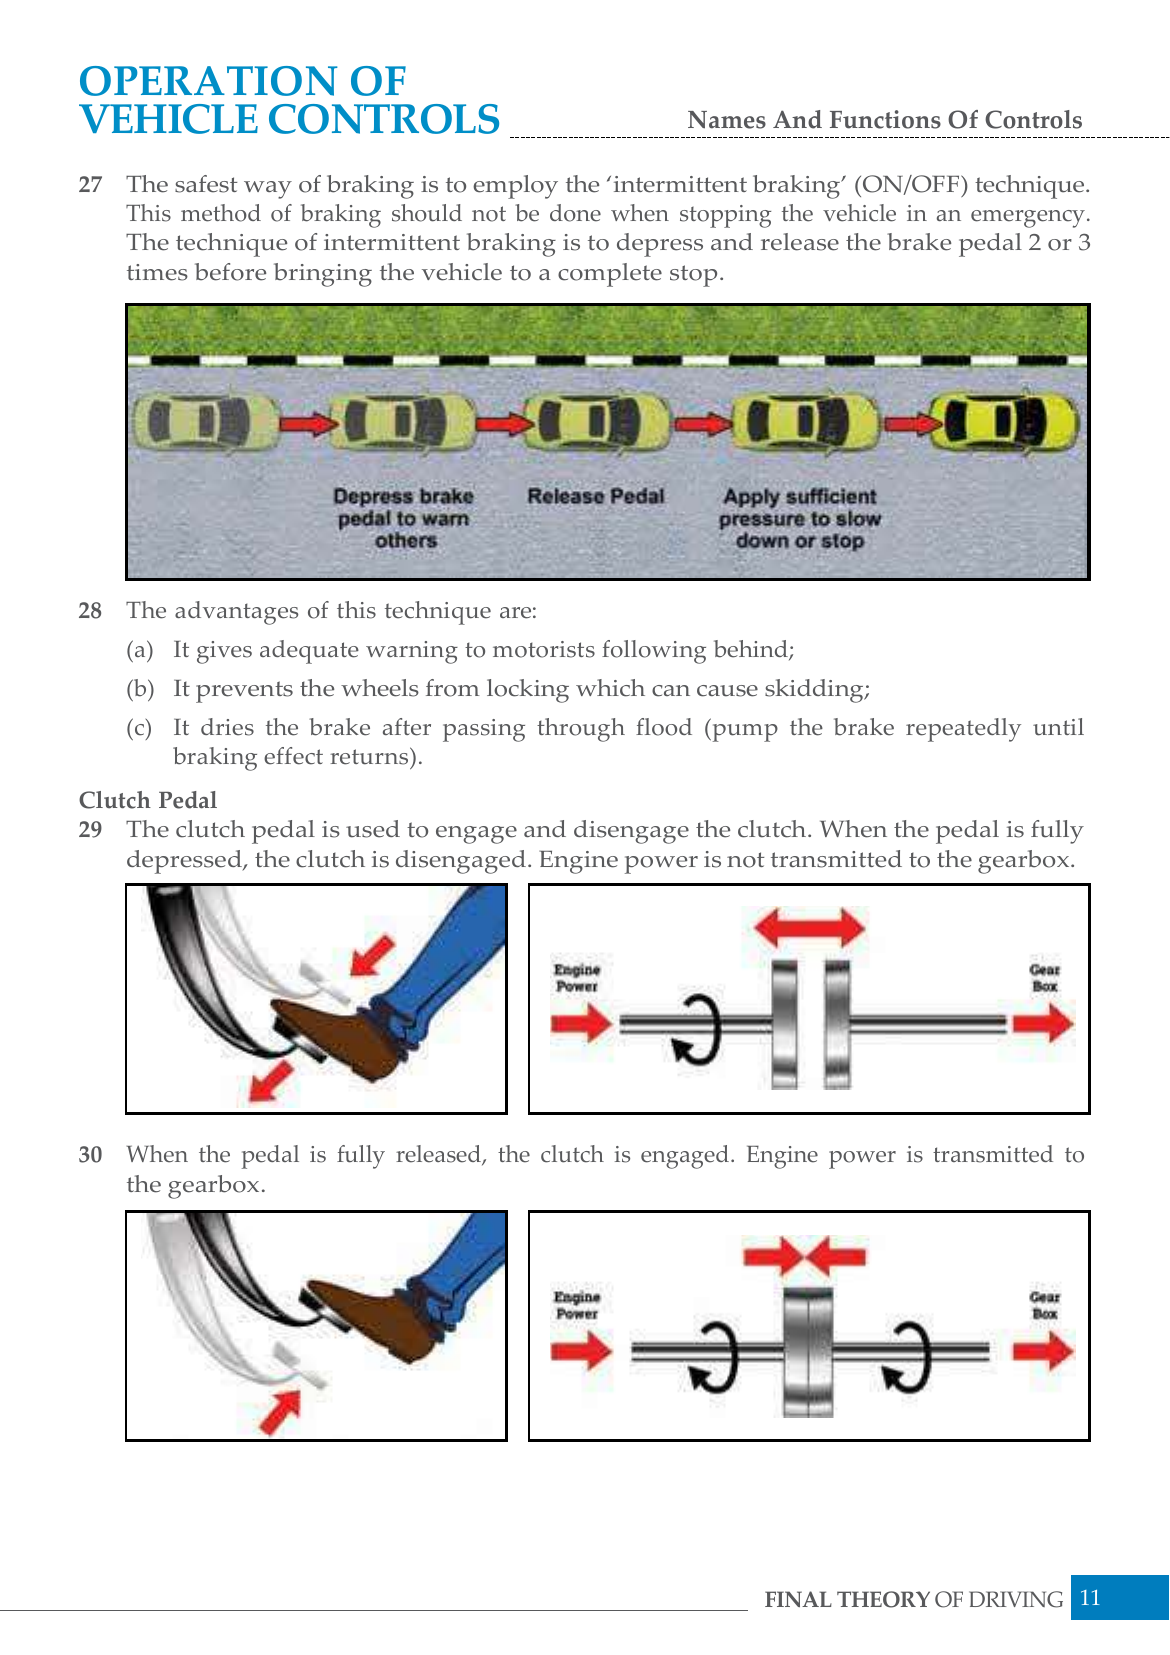 OPERATION OF
VEHICLE CONTROLS
Names And Functions Of Controls
27 The safest way of braking is to employ the ‘intermittent braking’ (ON/OFF) technique.
This method of braking should not be done when stopping the vehicle in an emergency.
The technique of intermittent braking is to depress and release the brake pedal 2 or 3
times before bringing the vehicle to a complete stop.
Depress brake
pedal to warn
others
Release Pedal
Apply sufficient
pressure to slow
down or stop
28 The advantages of this technique are:
(a) It gives adequate warning to motorists following behind;
(b) It prevents the wheels from locking which can cause skidding;
(c) It dries the brake after passing through flood (pump the brake repeatedly until
braking effect returns).
Clutch Pedal
29 The clutch pedal is used to engage and disengage the clutch. When the pedal is fully
depressed, the clutch is disengaged. Engine power is not transmitted to the gearbox.
Engine
Power
Gear
Box
30 When the pedal is fully released, the clutch is engaged. Engine power is transmitted to
the gearbox.
Engine
Power
Gear
Box
FINAL THEORY OF DRIVING 11